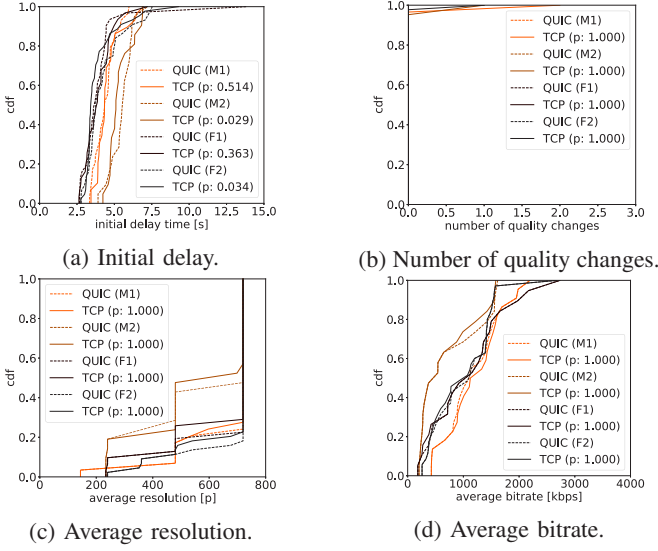 1.0
0.8
0.6
0.4
0.2
0.0
cdf
QUIC (M1)
TCP (p: 0.514)
QUIC (M2)
TCP (p: 0.029)
QUIC (F1)
TCP (p: 0.363)
QUIC (F2)
TCP (p: 0.034)
0.0 2.5 5.0 7.5 10.0 12.5 15.0
initial delay time [s]
(a) Initial delay.
1.0
0.8
0.6
0.4
0.2
0.0
cdf
QUIC (M1)
TCP (p: 1.000)
QUIC (M2)
TCP (p: 1.000)
QUIC (F1)
TCP (p: 1.000)
QUIC (F2)
TCP (p: 1.000)
0.0 1.0 2.0 3.0
number of quality changes
(b) Number of quality changes.
1.0
0.8
0.6
0.4
0.2
0.0
cdf
QUIC (M1)
TCP (p: 1.000)
QUIC (M2)
TCP (p: 1.000)
QUIC (F1)
TCP (p: 1.000)
QUIC (F2)
TCP (p: 1.000)
0 200 400 600 800
average resolution [p]
(c) Average resolution.
1.0
0.8
0.6
0.4
0.2
0.0
cdf
QUIC (M1)
TCP (p: 1.000)
QUIC (M2)
TCP (p: 1.000)
QUIC (F1)
TCP (p: 1.000)
QUIC (F2)
TCP (p: 1.000)
0 1000 2000 3000 4000
average bitrate [kbps]
(d) Average bitrate.